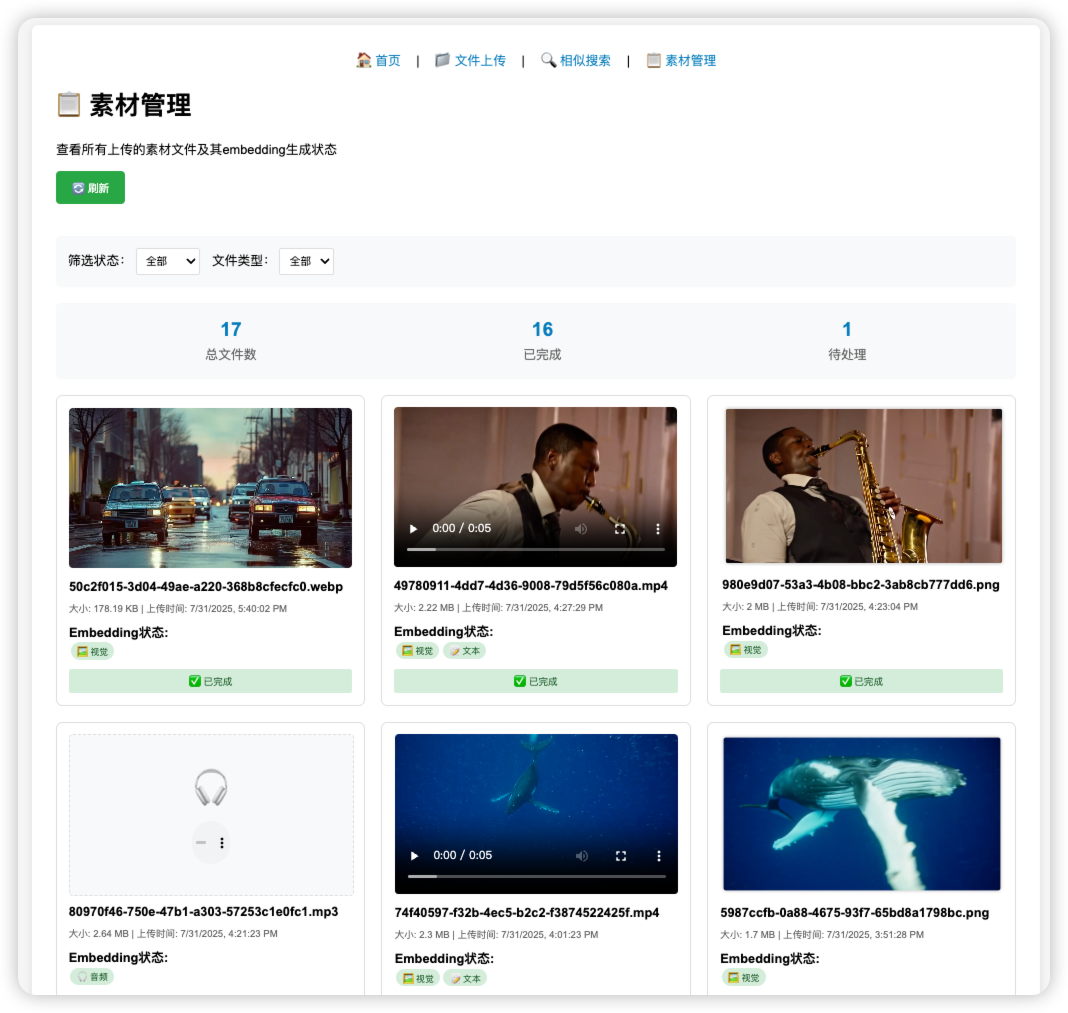 🏠 首页 | 📁 文件上传 | 🔍 相似搜索 | 📋 素材管理
📋 素材管理
查看所有上传的素材文件及其embedding生成状态
🔄 刷新
筛选状态： 全部 文件类型： 全部
17 16 1
总文件数 已完成 待处理
0:00 / 0:05
50c2f015-3d04-49ae-a220-368b8cfecfc0.webp
大小: 178.19 KB | 上传时间: 7/31/2025, 5:40:02 PM
Embedding状态:
🖼️ 视觉
✅ 已完成
49780911-4dd7-4d36-9008-79d5f56c080a.mp4
大小: 2.22 MB | 上传时间: 7/31/2025, 4:27:29 PM
Embedding状态:
🖼️ 视觉 📝 文本
✅ 已完成
980e9d07-53a3-4b08-bbc2-3ab8cb777dd6.png
大小: 2 MB | 上传时间: 7/31/2025, 4:23:04 PM
Embedding状态:
🖼️ 视觉
✅ 已完成
80970f46-750e-47b1-a303-57253c1e0fc1.mp3
大小: 2.64 MB | 上传时间: 7/31/2025, 4:21:23 PM
Embedding状态:
🎧 音频
0:00 / 0:05
74f40597-f32b-4ec5-b2c2-f3874522425f.mp4
大小: 2.3 MB | 上传时间: 7/31/2025, 4:01:23 PM
Embedding状态:
🖼️ 视觉 📝 文本
5987ccfb-0a88-4675-93f7-65bd8a1798bc.png
大小: 1.7 MB | 上传时间: 7/31/2025, 3:51:28 PM
Embedding状态:
🖼️ 视觉